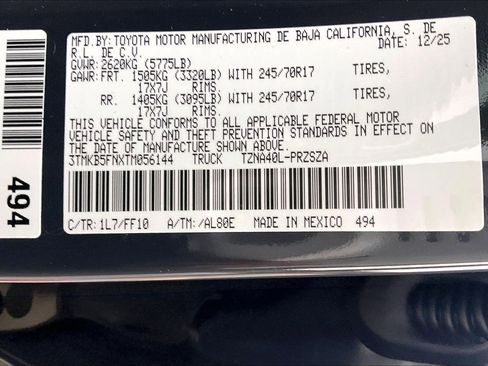 MFD.BY: TOYOTA MOTOR MANUFACTURING DE BAJA CALIFORNIA, S. DE
R.L. DE C.V. DATE: 12/25
GVWR: 2620KG (5775LB)
GAWR: FRT. 1505KG (3320LB) WITH 245/70R17 TIRES,
17X7J RIMS.
RR. 1405KG (3095LB) WITH 245/70R17 TIRES,
17X7J RIMS.
THIS VEHICLE CONFORMS TO ALL APPLICABLE FEDERAL MOTOR
VEHICLE SAFETY AND THEFT PREVENTION STANDARDS IN EFFECT ON
THE DATE OF MANUFACTURE SHOWN ABOVE.
3TMKB5FNXTM056144 TRUCK TZNA40L-PRZSZA
C/TR: 1L7/FF10 A/TM: /AL80E MADE IN MEXICO 494
494